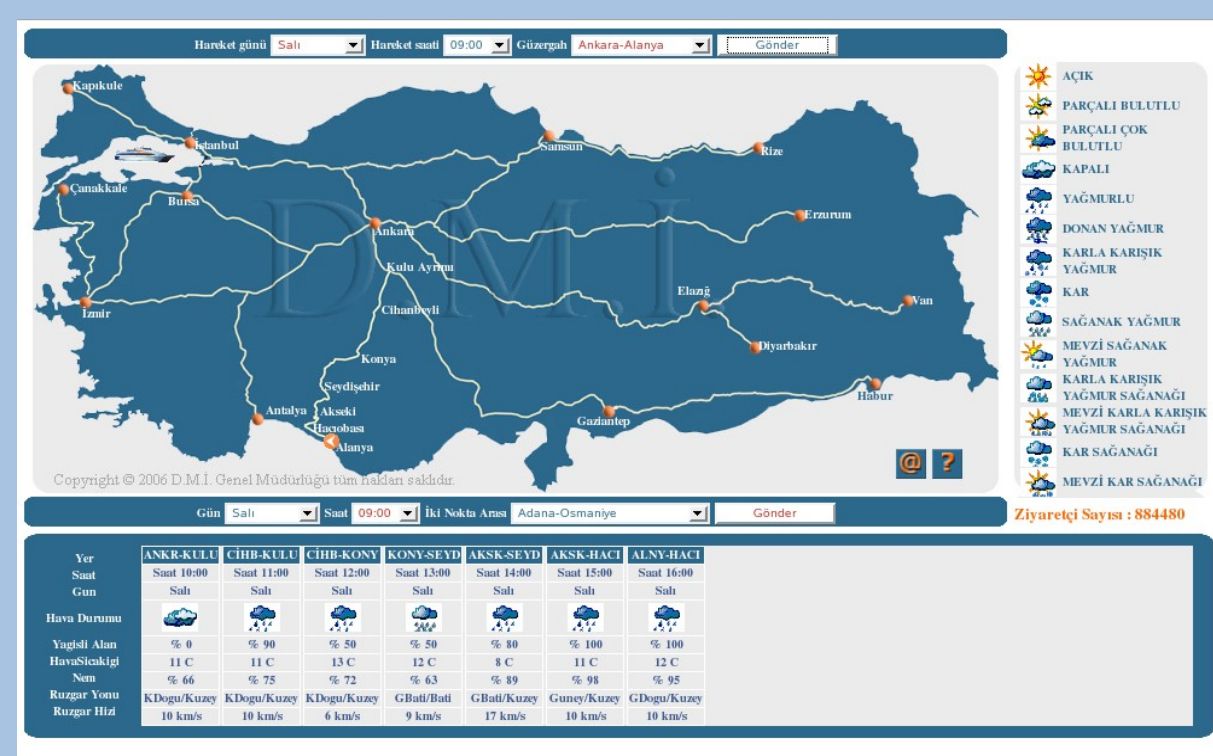 Hareket günü Salı Hareket saati 09:00 Güzergah Ankara-Alanya Gönder
Kapıkule
İstanbul
Samsun
Rize
Çanakkale
Bursa
Ankara
Erzurum
D.M.İ.
Kulu Ayrımı
Elazığ
Van
İzmir
Cihanbeyli
Diyarbakır
Konya
Seydişehir
Habur
Antalya
Akseki
Gaziantep
Hacıobası
Alanya
@ ?
Copyright © 2006 D.M.İ. Genel Müdürlüğü tüm hakları saklıdır.
AÇIK
PARÇALI BULUTLU
PARÇALI ÇOK
BULUTLU
KAPALI
YAĞMURLU
DONAN YAĞMUR
KARLA KARIŞIK
YAĞMUR
KAR
SAĞANAK YAĞMUR
MEVZİ SAĞANAK
YAĞMUR
KARLA KARIŞIK
YAĞMUR SAĞANAĞI
MEVZİ KARLA KARIŞIK
YAĞMUR SAĞANAĞI
KAR SAĞANAĞI
MEVZİ KAR SAĞANAĞI
Gün Salı Saat 09:00 İki Nokta Arası Adana-Osmaniye Gönder
Ziyaretçi Sayısı : 884480
Yer ANKR-KULU CİHB-KULU CİHB-KONY KONY-SEYD AKSK-SEYD AKSK-HACI ALNY-HACI
Saat Saat 10:00 Saat 11:00 Saat 12:00 Saat 13:00 Saat 14:00 Saat 15:00 Saat 16:00
Gun Salı Salı Salı Salı Salı Salı Salı
Hava Durumu
Yagisli Alan % 0 % 90 % 50 % 50 % 80 % 100 % 100
HavaSicakigi 11 C 11 C 13 C 12 C 8 C 11 C 12 C
Nem % 66 % 75 % 72 % 63 % 89 % 98 % 95
Ruzgar Yonu KDogu/Kuzey KDogu/Kuzey KDogu/Kuzey GBati/Bati GBati/Kuzey Guney/Kuzey GDogu/Kuzey
Ruzgar Hizi 10 km/s 10 km/s 6 km/s 9 km/s 17 km/s 10 km/s 10 km/s